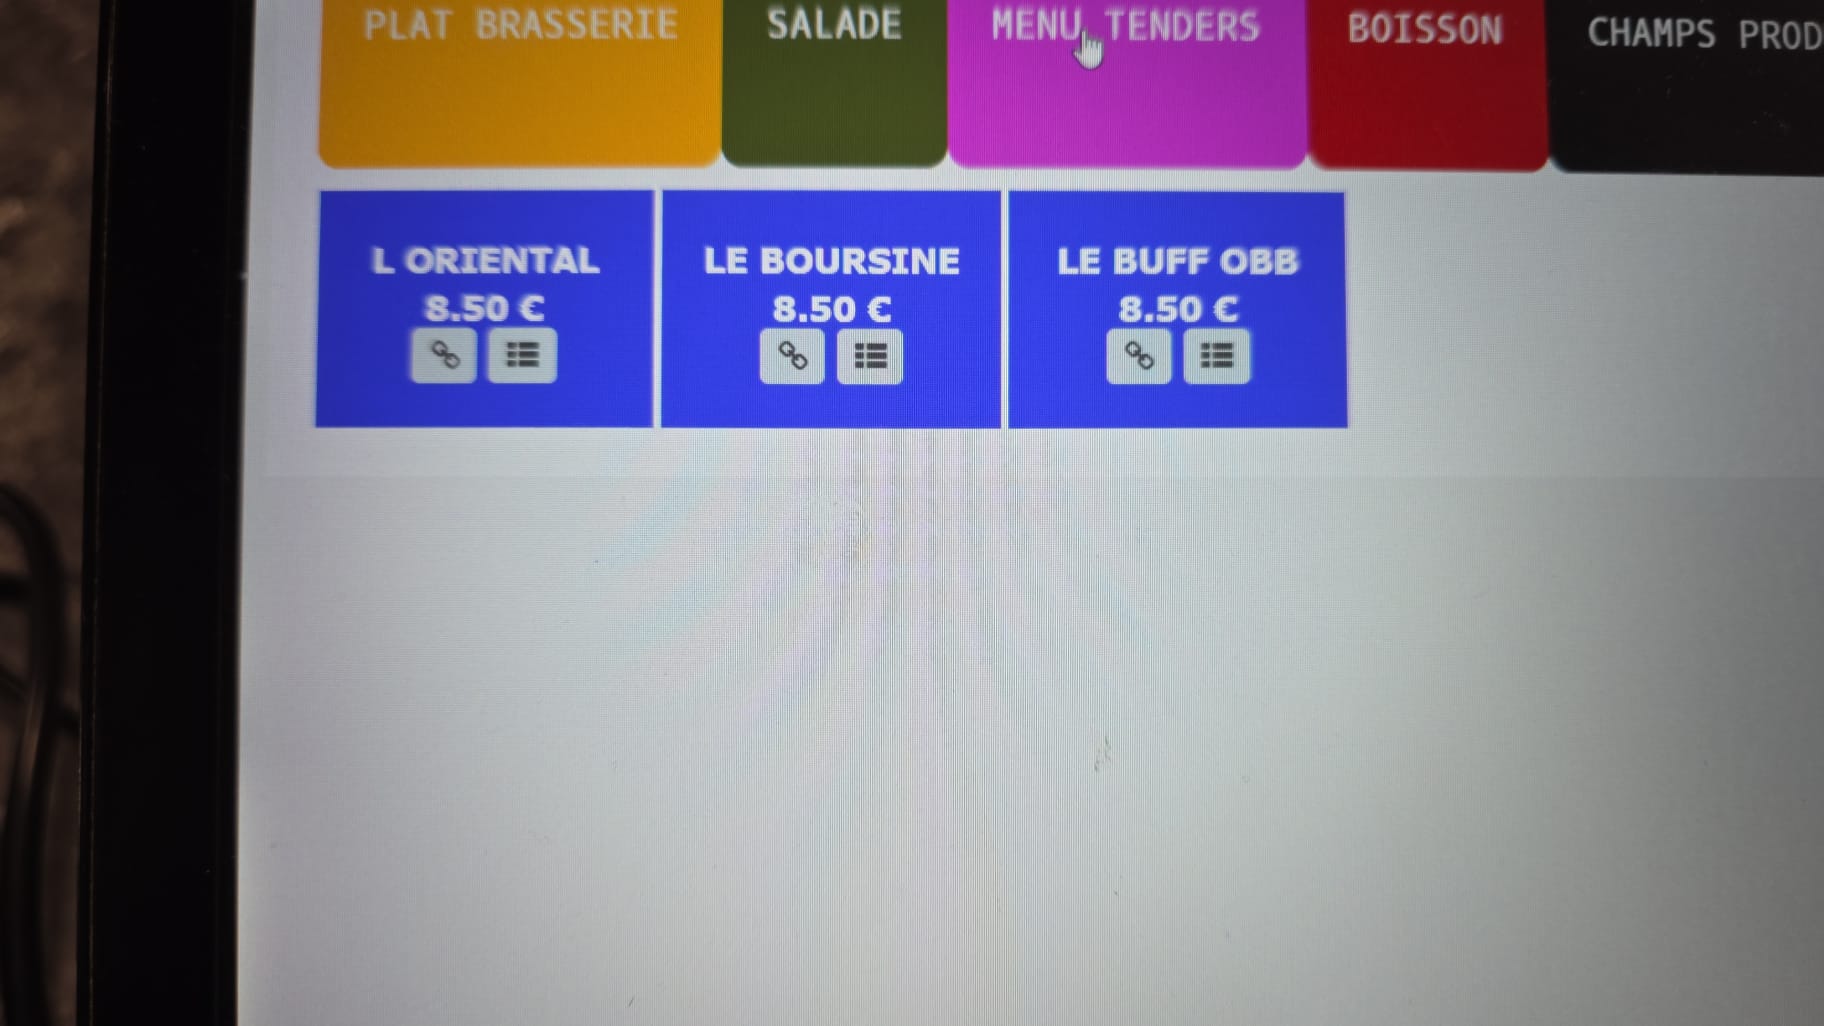 PLAT BRASSERIE
SALADE
MENU TENDERS
BOISSON
CHAMPS PROD
L ORIENTAL
8.50 €
LE BOURSINE
8.50 €
LE BUFF OBB
8.50 €